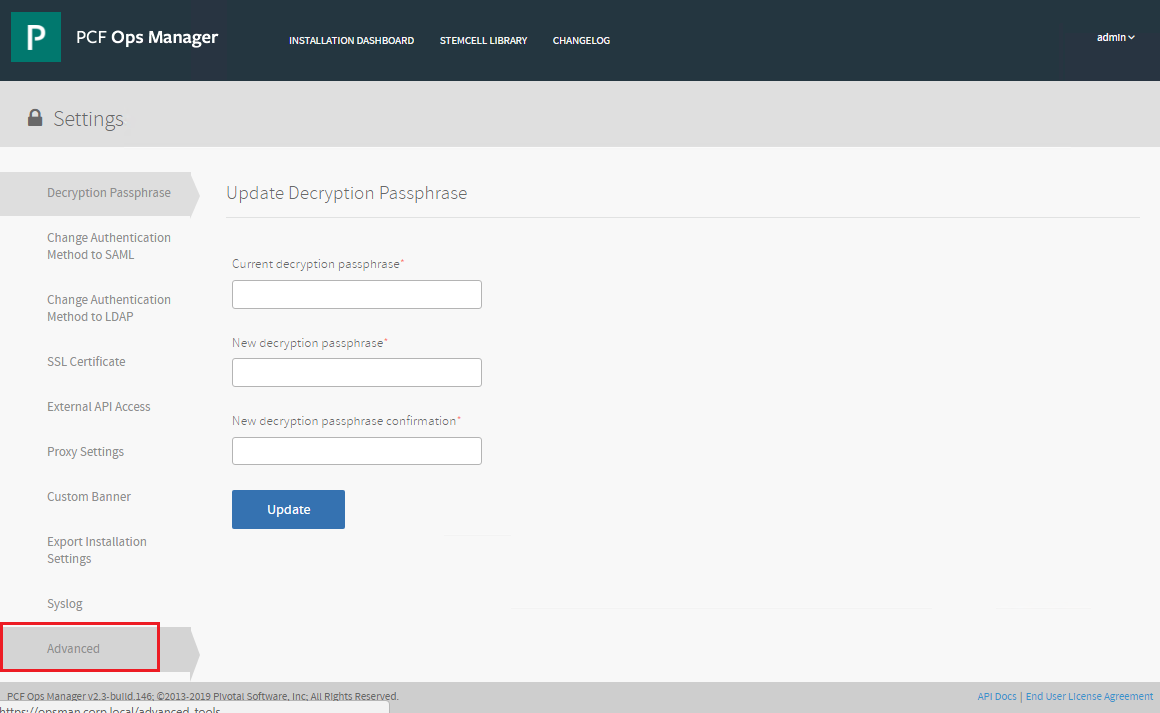 P
PCF Ops Manager
INSTALLATION DASHBOARD
STEMCELL LIBRARY
CHANGELOG
admin
Settings
Decryption Passphrase
Change Authentication
Method to SAML
Change Authentication
Method to LDAP
SSL Certificate
External API Access
Proxy Settings
Custom Banner
Export Installation
Settings
Syslog
Advanced
Update Decryption Passphrase
Current decryption passphrase*
New decryption passphrase*
New decryption passphrase confirmation*
Update
PCF Ops Manager v2.3-build.146; ©2013-2019 Pivotal Software, Inc; All Rights Reserved.
API Docs | End User License Agreement
https://opsman.corp.local/advanced_tools